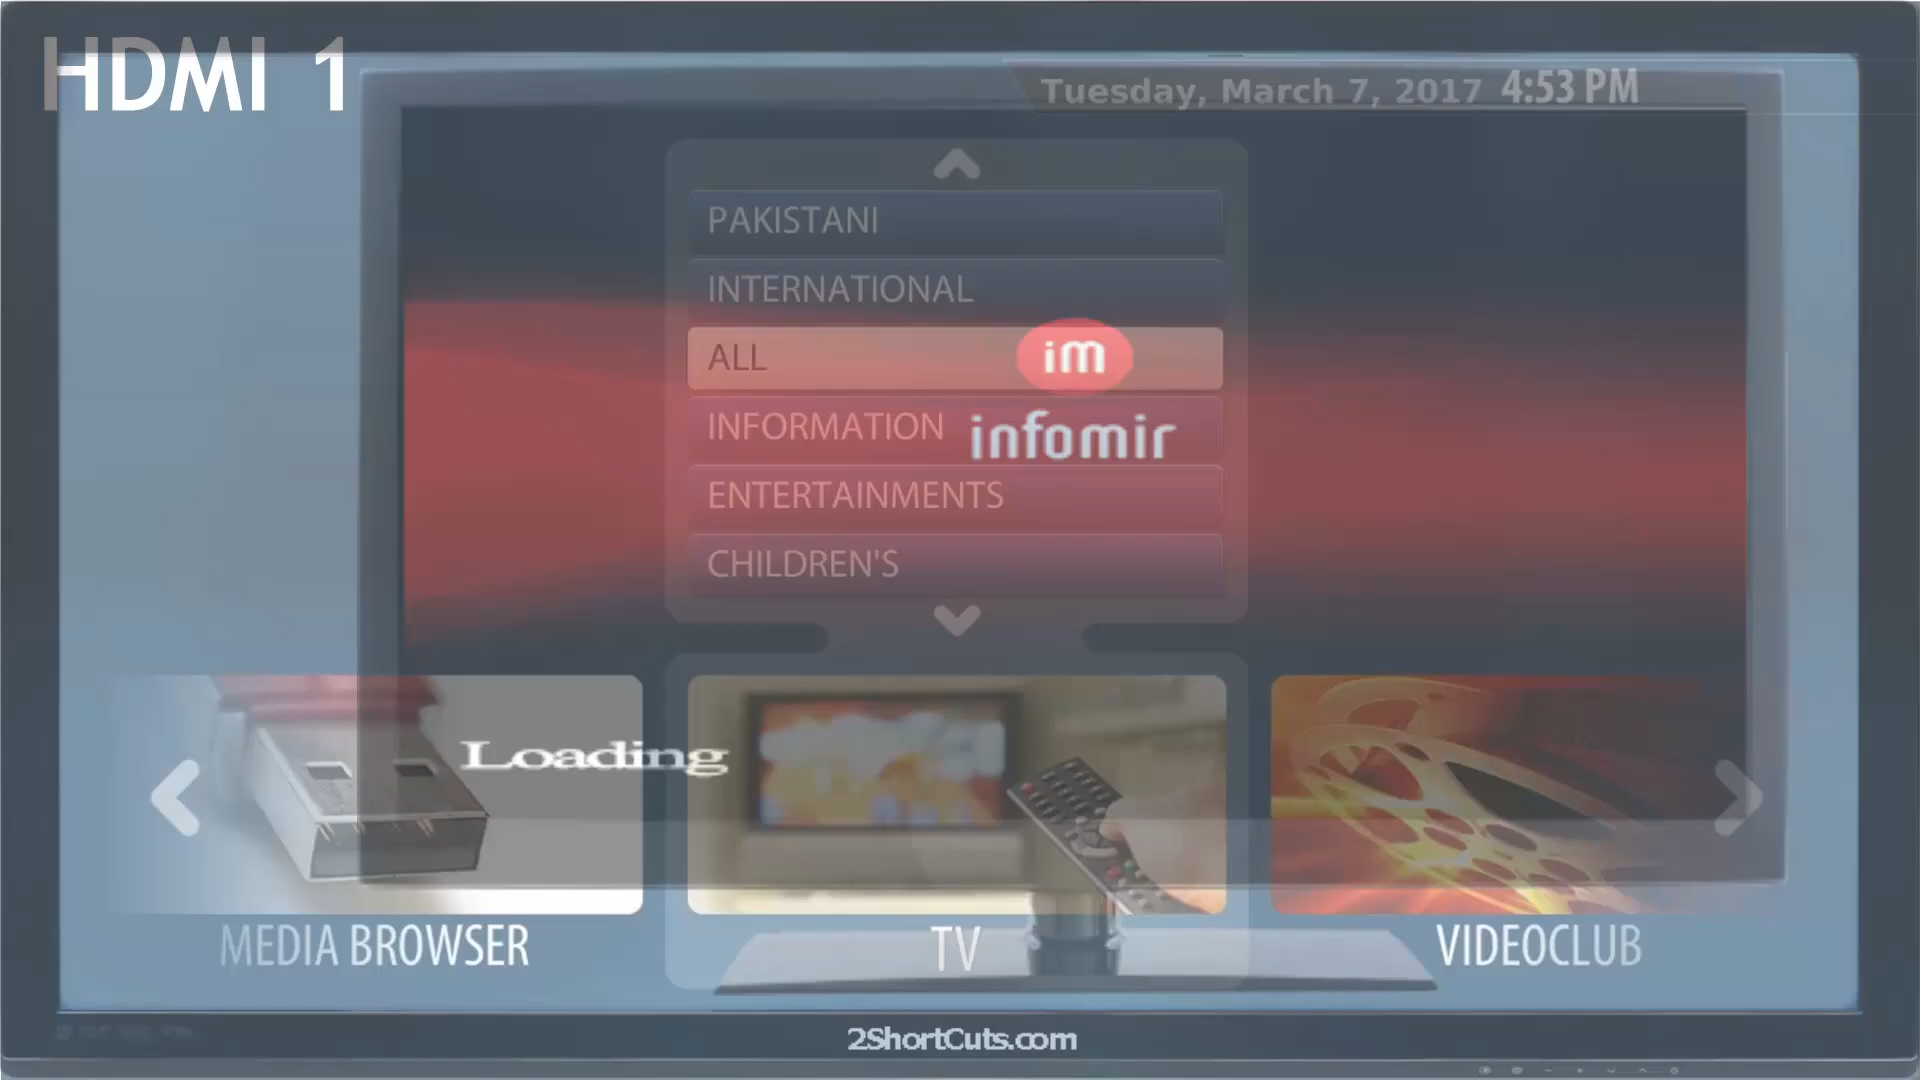 HDMI 1
Tuesday, March 7, 2017 4:53 PM
PAKISTANI
INTERNATIONAL
ALL
im
INFORMATION
infomir
ENTERTAINMENTS
CHILDREN'S
Loading
MEDIA BROWSER
TV
VIDEOCLUB
2ShortCuts.com